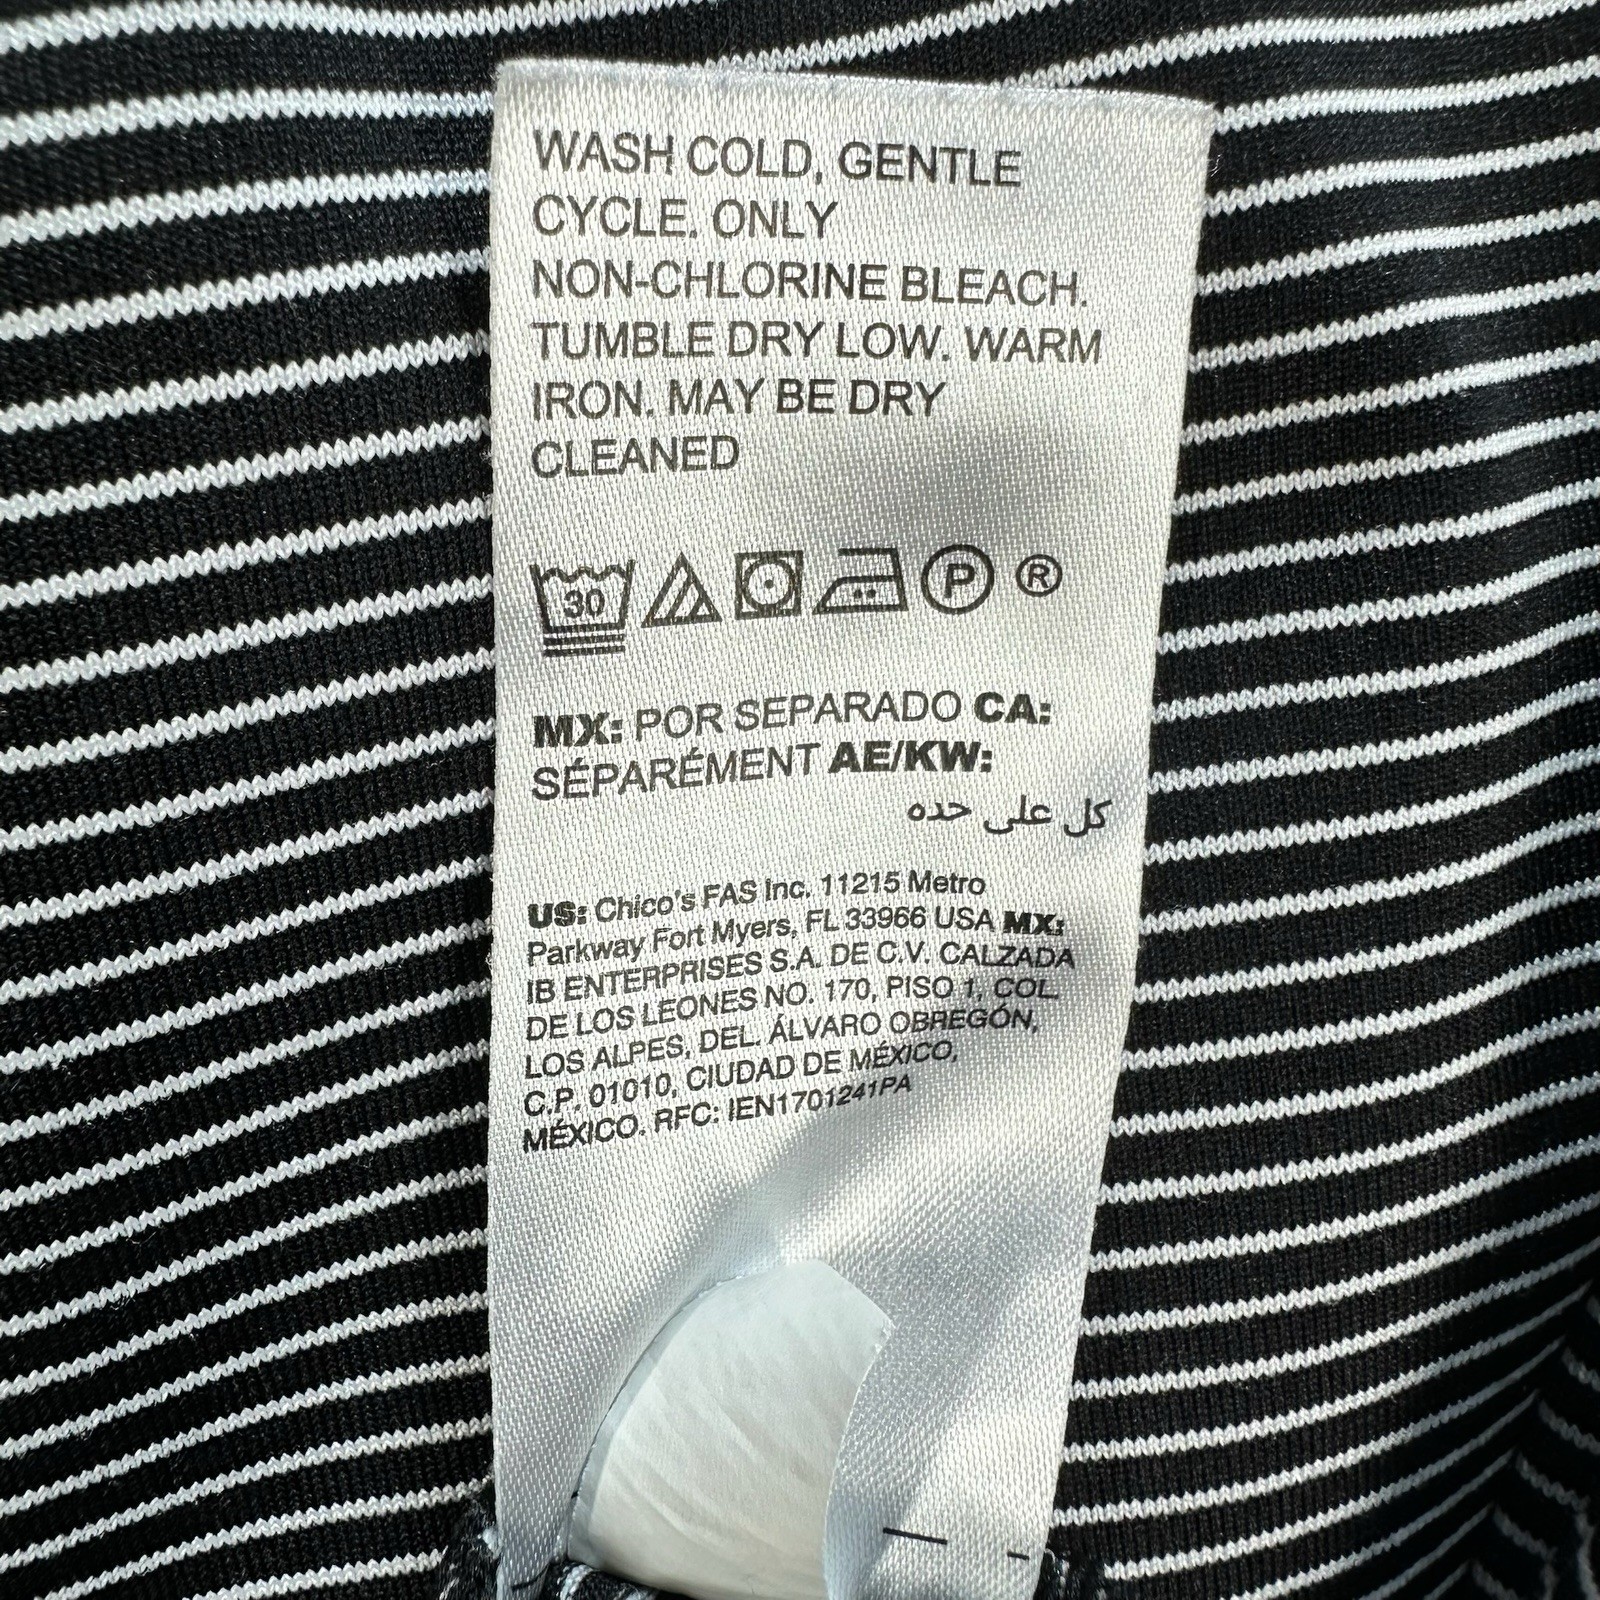 WASH COLD, GENTLE
CYCLE. ONLY
NON-CHLORINE BLEACH.
TUMBLE DRY LOW. WARM
IRON. MAY BE DRY
CLEANED
30 P ®
MX: POR SEPARADO CA:
SÉPARÉMENT AE/KW:
كل على حده
US: Chico's FAS Inc. 11215 Metro
Parkway Fort Myers, FL 33966 USA MX:
IB ENTERPRISES S.A. DE C.V. CALZADA
DE LOS LEONES NO. 170, PISO 1, COL.
LOS ALPES, DEL. ÁLVARO OBREGÓN,
C.P. 01010, CIUDAD DE MÉXICO,
MÉXICO. RFC: IEN1701241PA